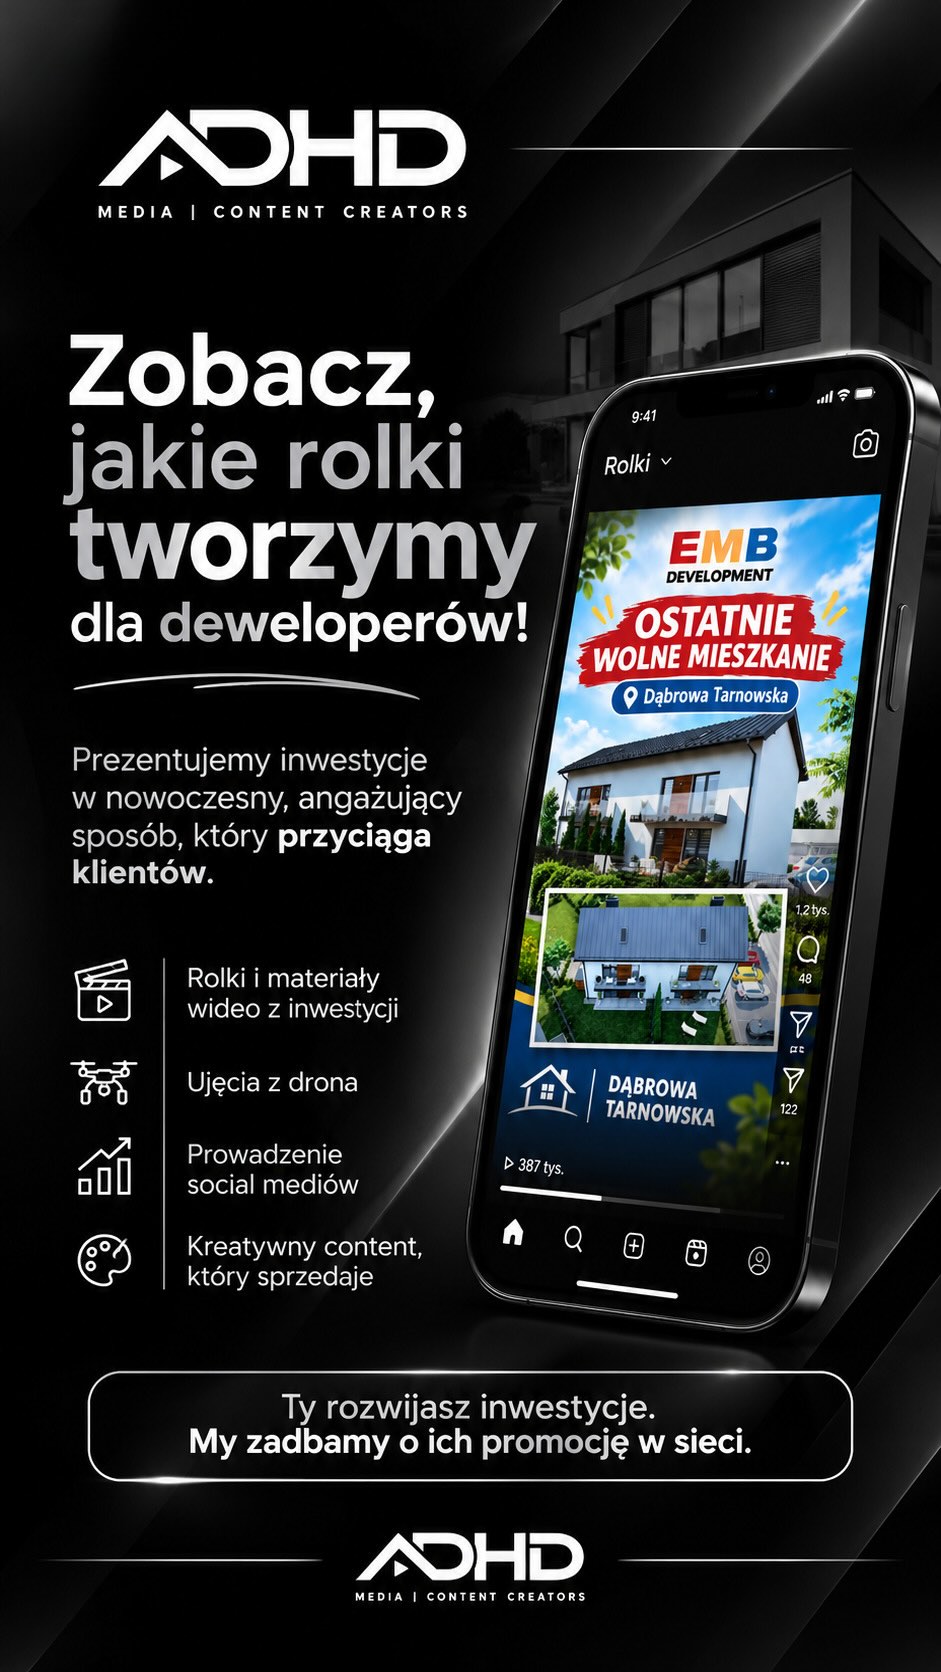 ADHD
MEDIA | CONTENT CREATORS
Zobacz,
jakie rolki
tworzymy
dla deweloperów!
Prezentujemy inwestycje
w nowoczesny, angażujący
sposób, który przyciąga
klientów.
Rolki i materiały
wideo z inwestycji
Ujęcia z drona
Prowadzenie
social mediów
Kreatywny content,
który sprzedaje
9:41
Rolki
EMB
DEVELOPMENT
OSTATNIE
WOLNE MIESZKANIE
Dąbrowa Tarnowska
1,2 tys.
48
122
DĄBROWA
TARNOWSKA
387 tys.
Ty rozwijasz inwestycje.
My zadbamy o ich promocję w sieci.
ADHD
MEDIA | CONTENT CREATORS